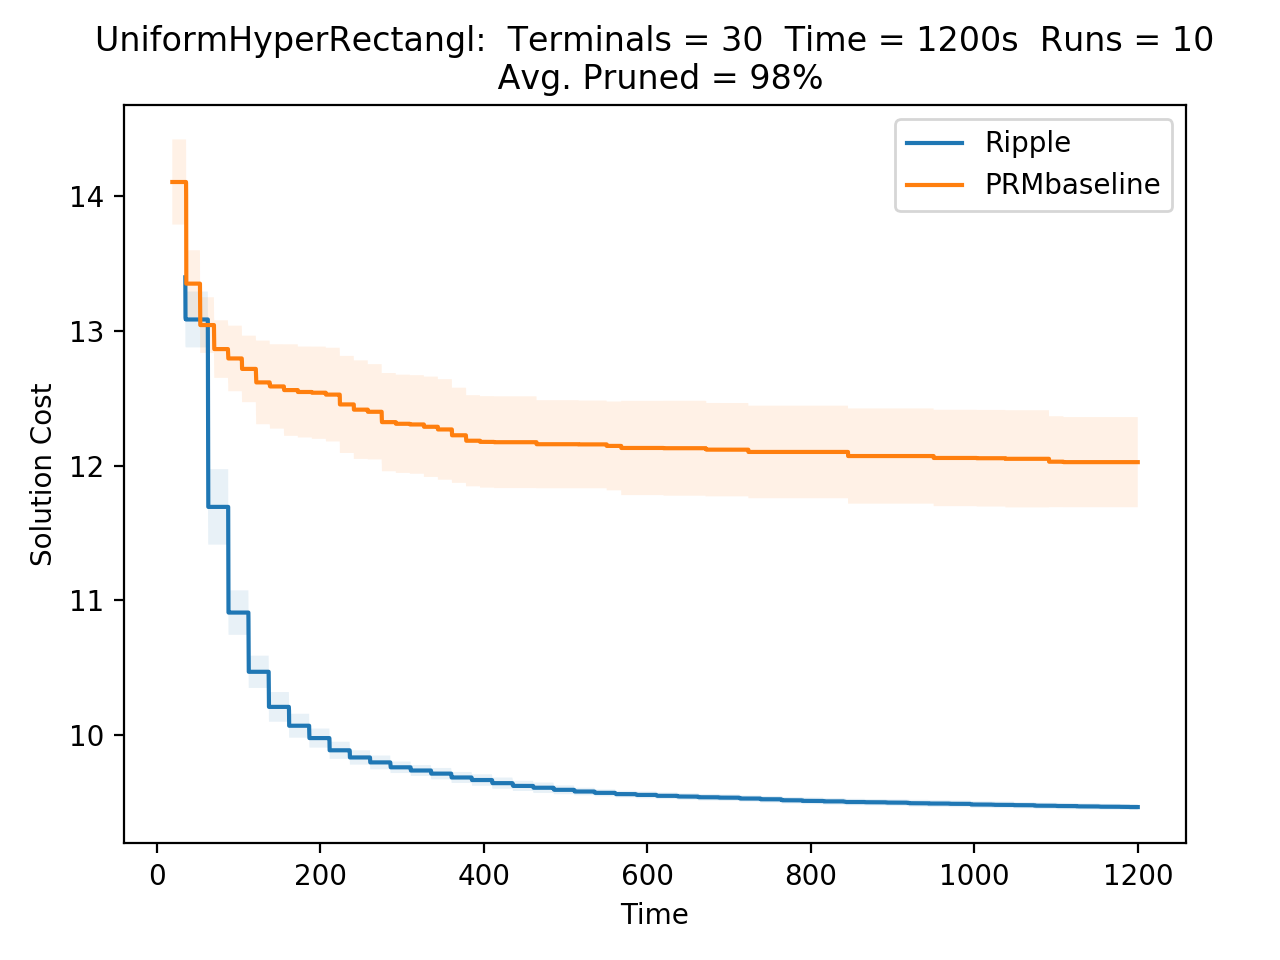 UniformHyperRectangl: Terminals = 30 Time = 1200s Runs = 10
Avg. Pruned = 98%
Ripple
PRMbaseline
14
13
12
11
10
Solution Cost
0 200 400 600 800 1000 1200
Time